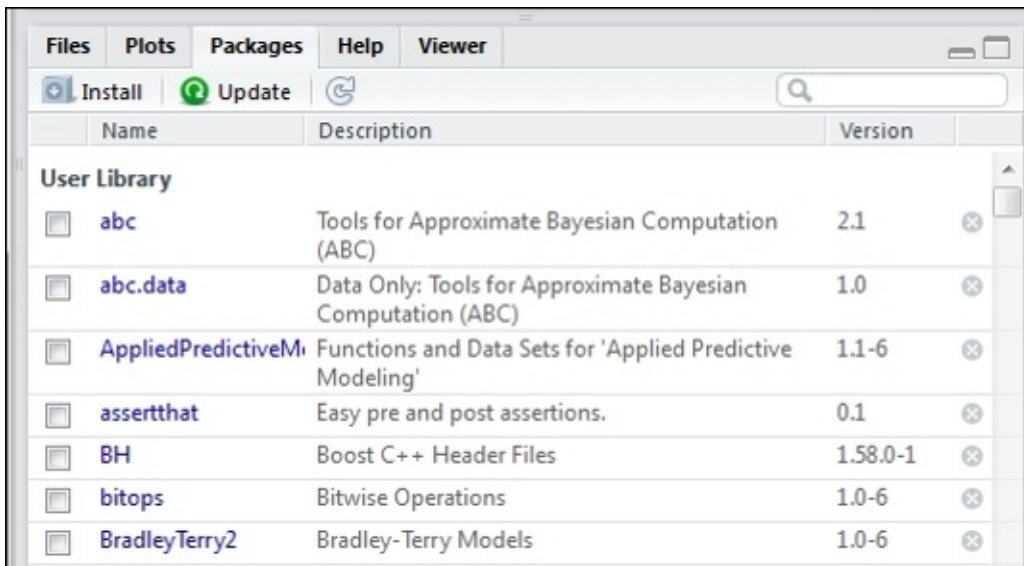 Files Plots Packages Help Viewer
Install Update
Name Description Version
User Library
abc Tools for Approximate Bayesian Computation 2.1
(ABC)
abc.data Data Only: Tools for Approximate Bayesian 1.0
Computation (ABC)
AppliedPredictiveM Functions and Data Sets for 'Applied Predictive 1.1-6
Modeling'
assertthat Easy pre and post assertions. 0.1
BH Boost C++ Header Files 1.58.0-1
bitops Bitwise Operations 1.0-6
BradleyTerry2 Bradley-Terry Models 1.0-6